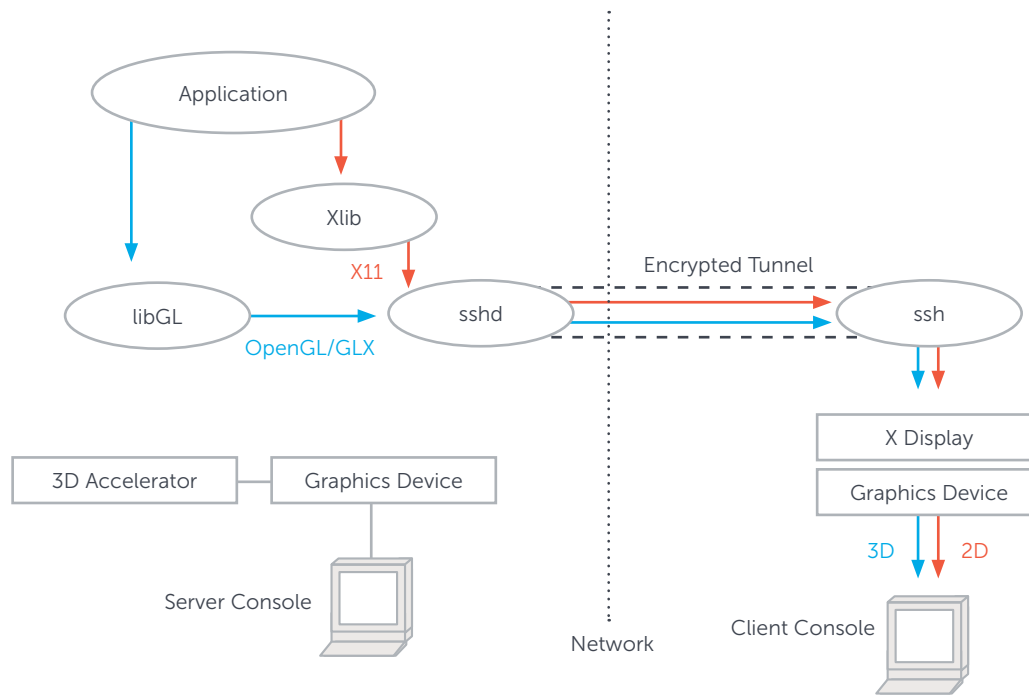 Application
Xlib
X11
Encrypted Tunnel
libGL
sshd
ssh
OpenGL/GLX
X Display
3D Accelerator
Graphics Device
Graphics Device
3D
2D
Server Console
Client Console
Network